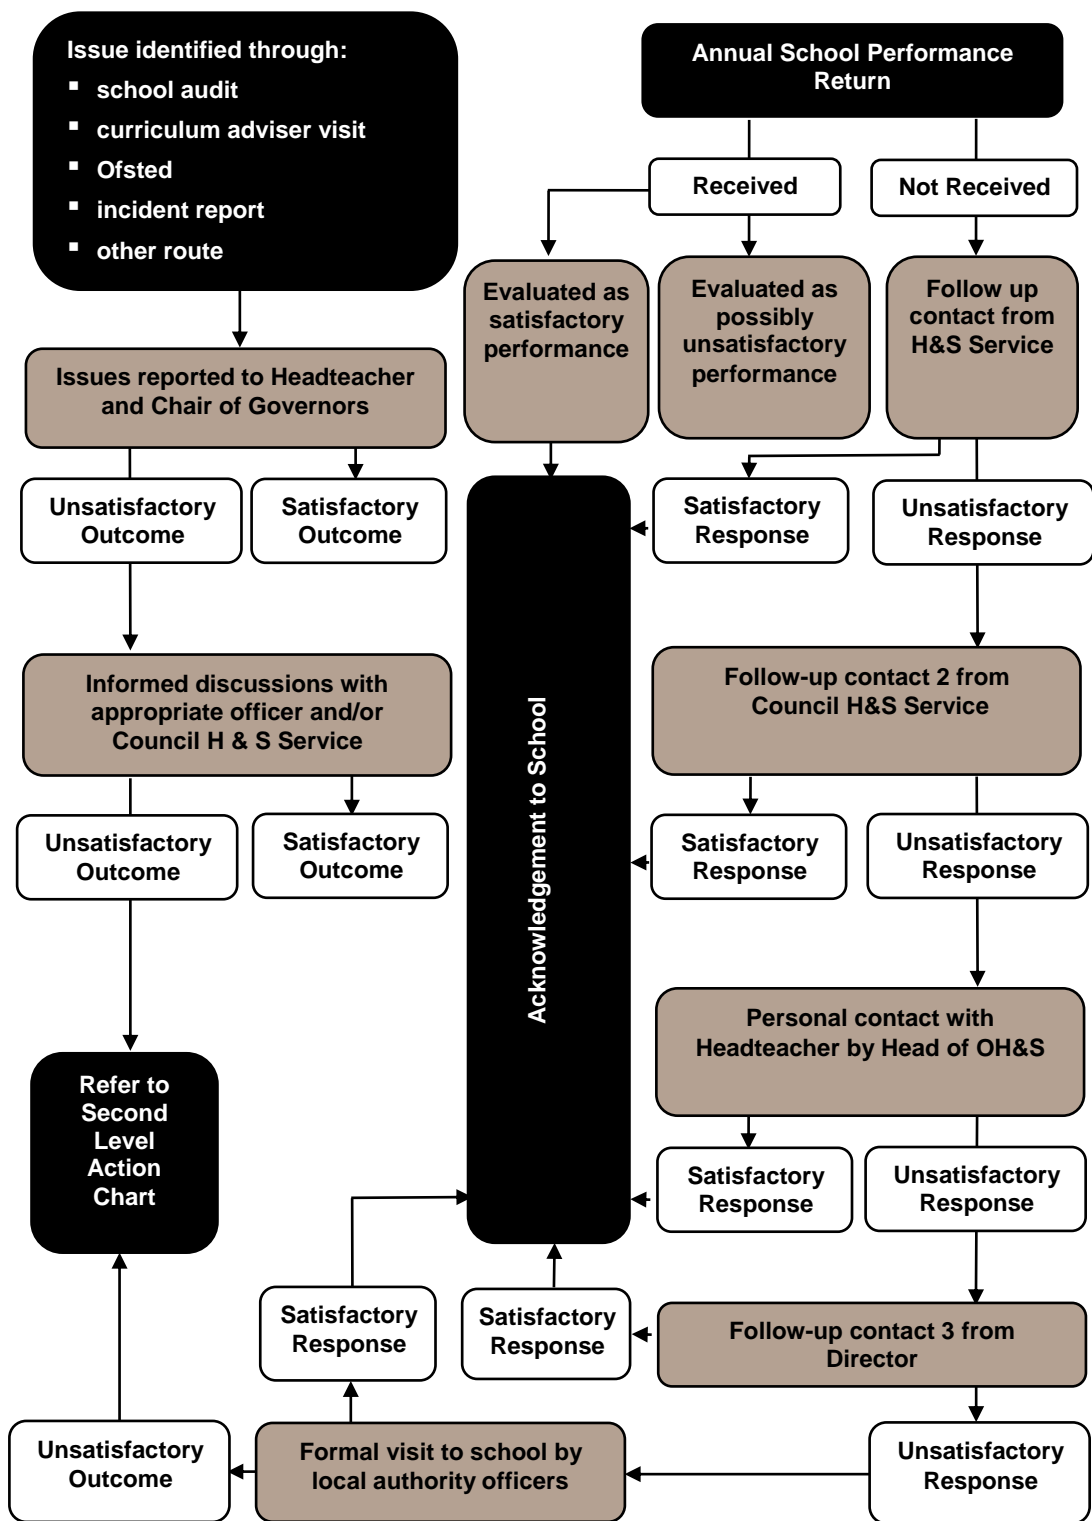 Issue identified through:
▪ school audit
▪ curriculum adviser visit
▪ Ofsted
▪ incident report
▪ other route
Annual School Performance
Return
Received
Not Received
Evaluated as
satisfactory
performance
Evaluated as
possibly
unsatisfactory
performance
Follow up
contact from
H&S Service
Issues reported to Headteacher
and Chair of Governors
Unsatisfactory
Outcome
Satisfactory
Outcome
Satisfactory
Response
Unsatisfactory
Response
Informed discussions with
appropriate officer and/or
Council H & S Service
Follow-up contact 2 from
Council H&S Service
Acknowledgement to School
Unsatisfactory
Outcome
Satisfactory
Outcome
Satisfactory
Response
Unsatisfactory
Response
Personal contact with
Headteacher by Head of OH&S
Refer to
Second
Level
Action
Chart
Satisfactory
Response
Unsatisfactory
Response
Satisfactory
Response
Satisfactory
Response
Follow-up contact 3 from
Director
Unsatisfactory
Outcome
Formal visit to school by
local authority officers
Unsatisfactory
Response